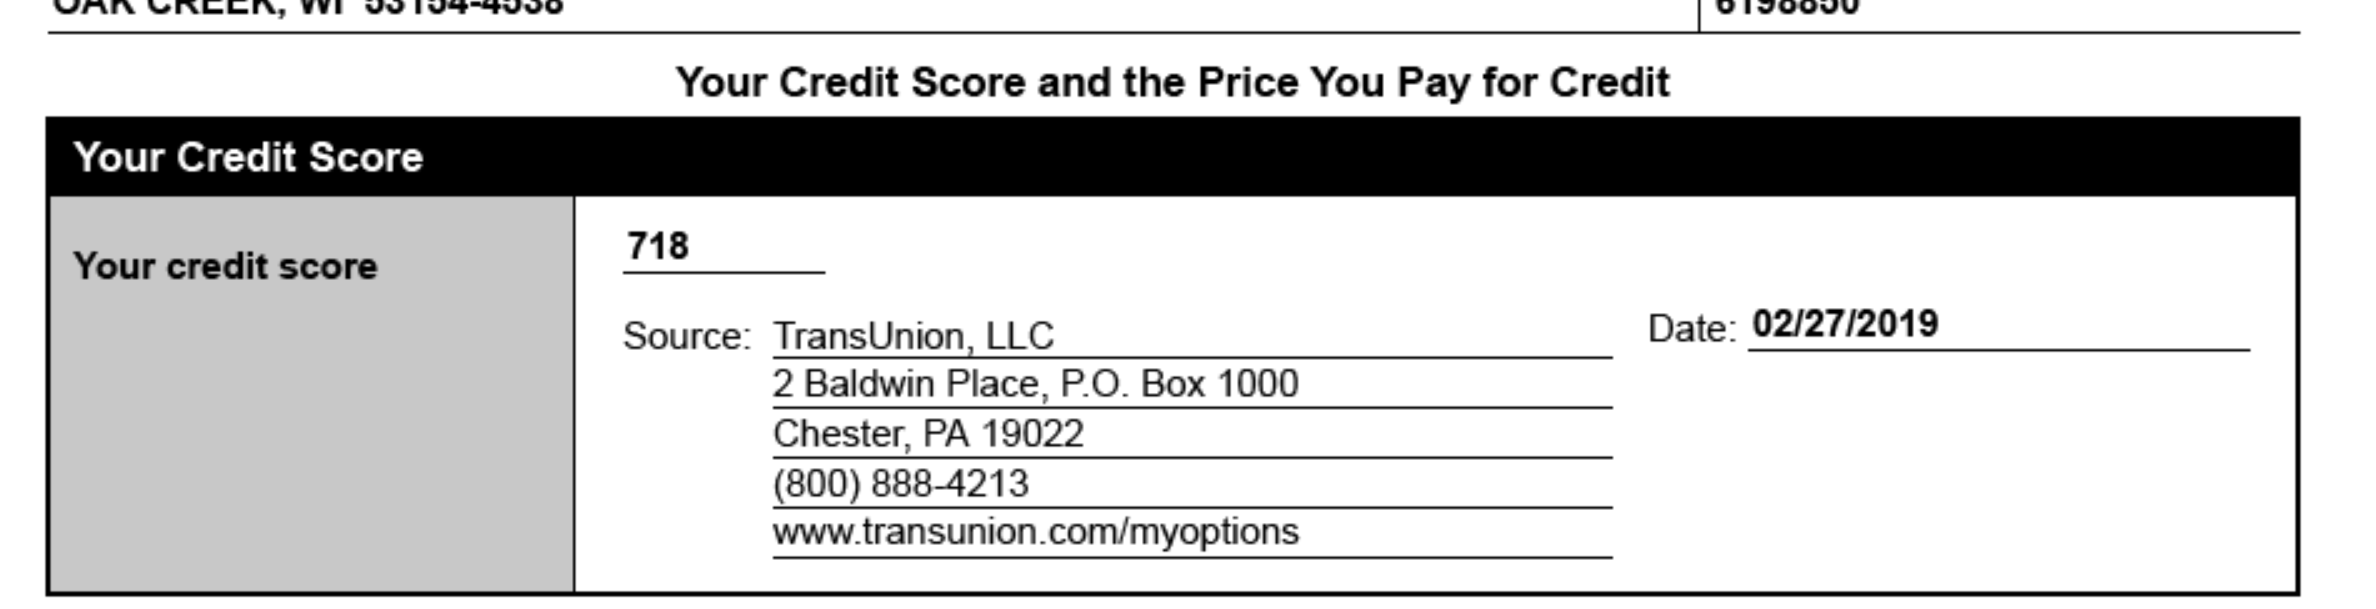 OAK CREEK, WI 53154-4538
6198850
Your Credit Score and the Price You Pay for Credit
Your Credit Score
Your credit score
718
Source: TransUnion, LLC
Date: 02/27/2019
2 Baldwin Place, P.O. Box 1000
Chester, PA 19022
(800) 888-4213
www.transunion.com/myoptions